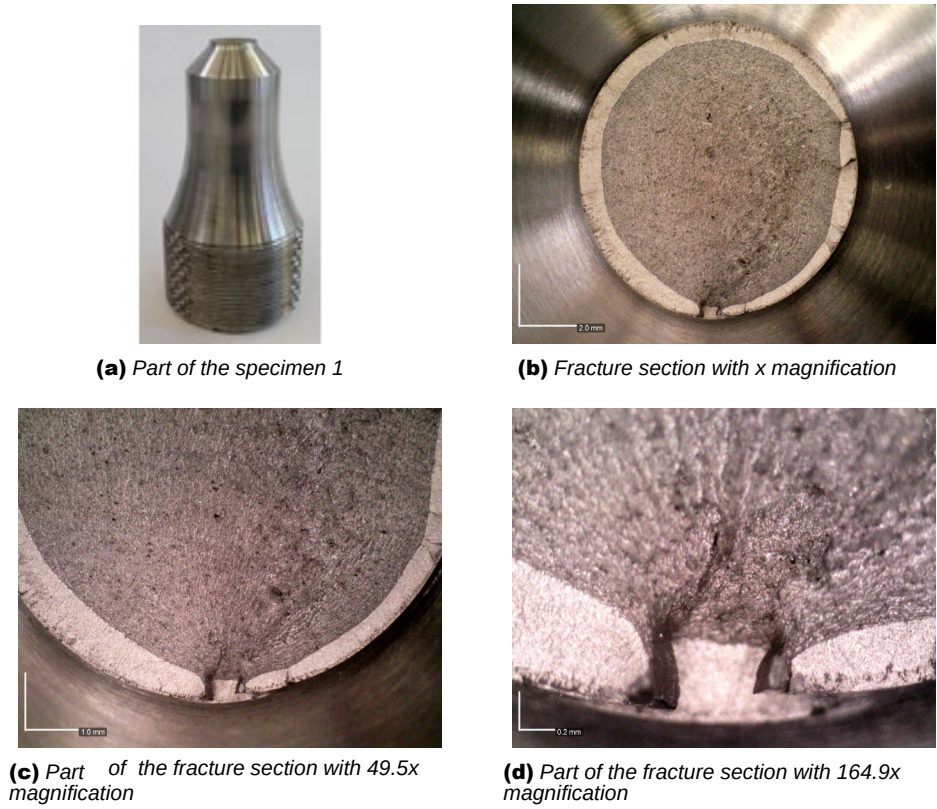 (a) Part of the specimen 1
(b) Fracture section with x magnification
2.0 mm
(c) Part of the fracture section with 49.5x
magnification
1.0 mm
(d) Part of the fracture section with 164.9x
magnification
0.2 mm